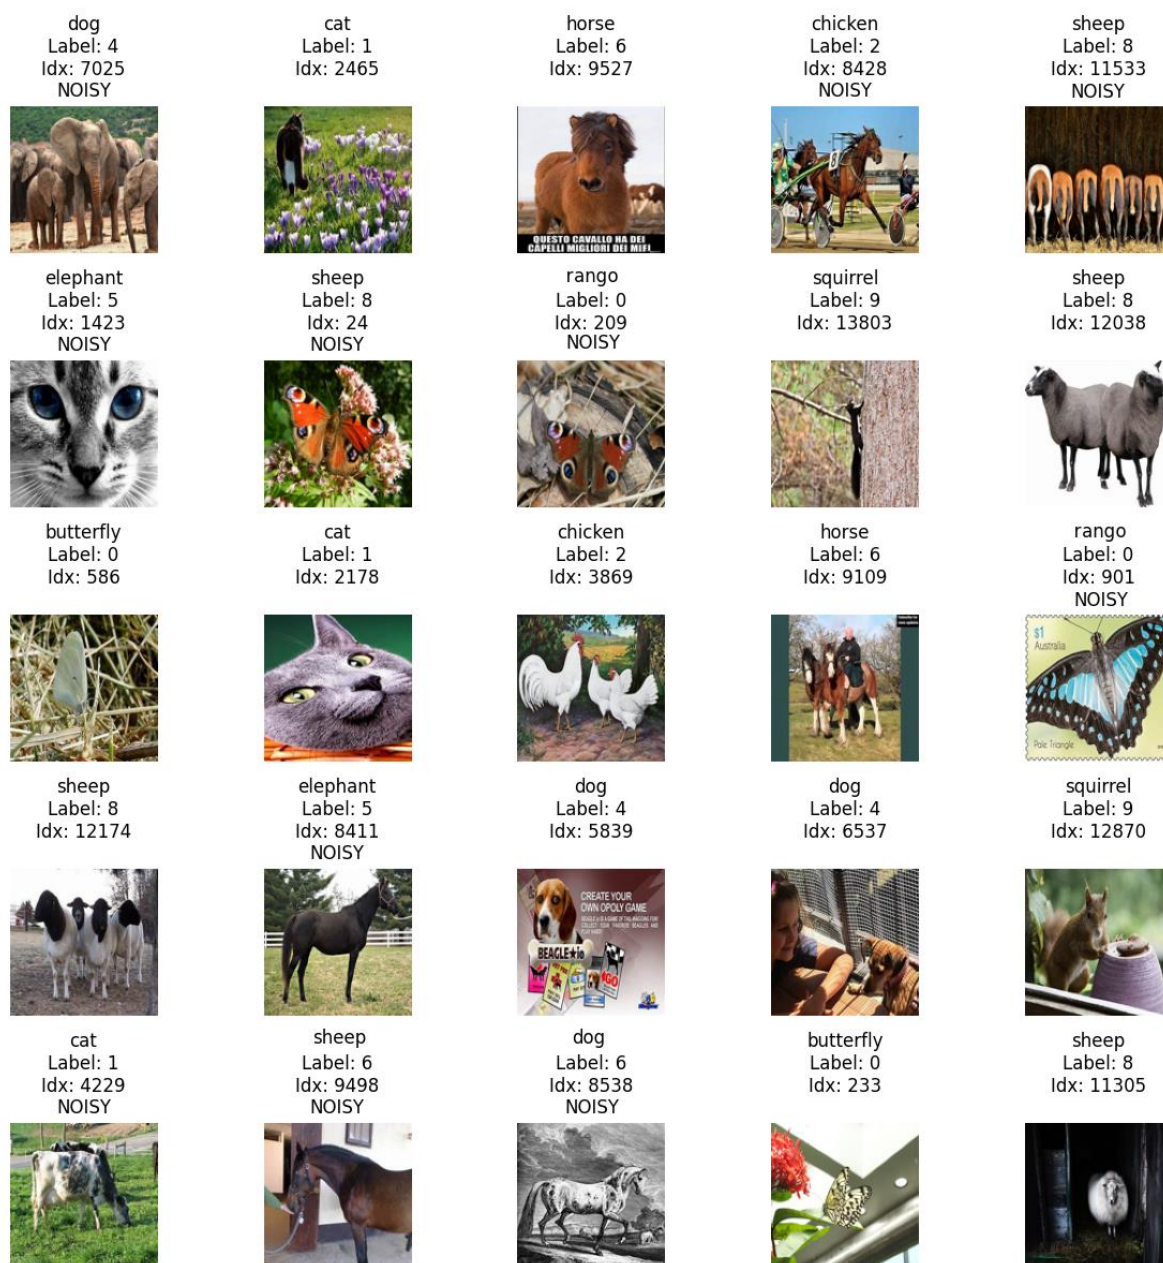 dog
Label: 4
Idx: 7025
NOISY
cat
Label: 1
Idx: 2465
horse
Label: 6
Idx: 9527
chicken
Label: 2
Idx: 8428
NOISY
sheep
Label: 8
Idx: 11533
NOISY
QUESTO CAVALLO HA DEI
CAPELLI MIGLIORI DEI MIEI...
8
elephant
Label: 5
Idx: 1423
NOISY
sheep
Label: 8
Idx: 24
NOISY
rango
Label: 0
Idx: 209
NOISY
squirrel
Label: 9
Idx: 13803
sheep
Label: 8
Idx: 12038
butterfly
Label: 0
Idx: 586
cat
Label: 1
Idx: 2178
chicken
Label: 2
Idx: 3869
horse
Label: 6
Idx: 9109
rango
Label: 0
Idx: 901
NOISY
$1
Australia
Pale Triangle
sheep
Label: 8
Idx: 12174
elephant
Label: 5
Idx: 8411
NOISY
dog
Label: 4
Idx: 5839
dog
Label: 4
Idx: 6537
squirrel
Label: 9
Idx: 12870
CREATE YOUR
OWN OPOLY GAME
BEAGLE
GO
cat
Label: 1
Idx: 4229
NOISY
sheep
Label: 6
Idx: 9498
NOISY
dog
Label: 6
Idx: 8538
NOISY
butterfly
Label: 0
Idx: 233
sheep
Label: 8
Idx: 11305